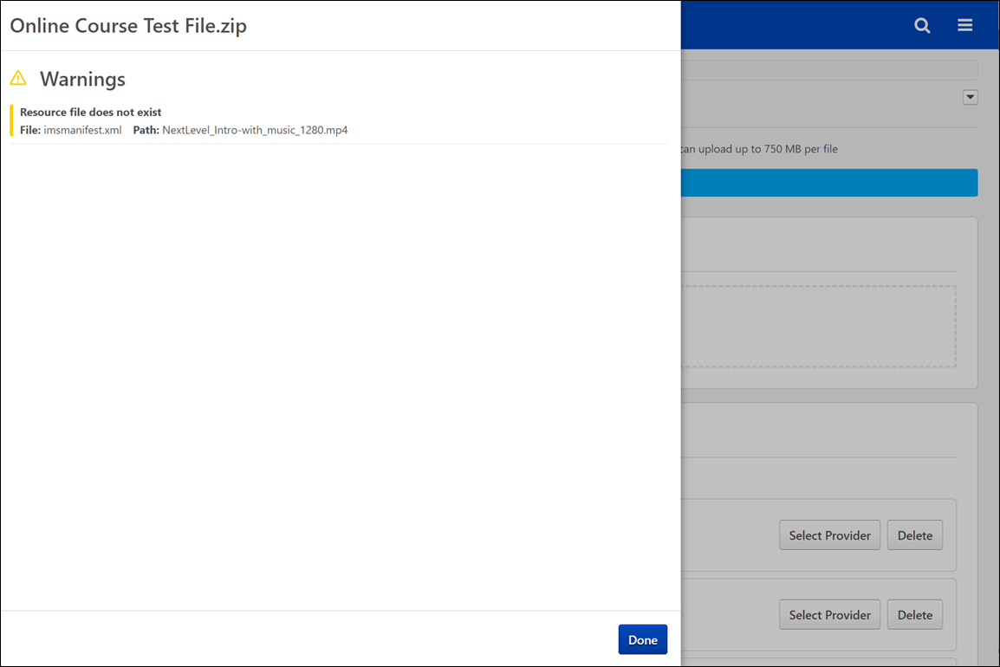 Online Course Test File.zip
Warnings
Resource file does not exist
File: imsmanifest.xml Path: NextLevel_Intro-with_music_1280.mp4
can upload up to 750 MB per file
Select Provider Delete
Select Provider Delete
Done